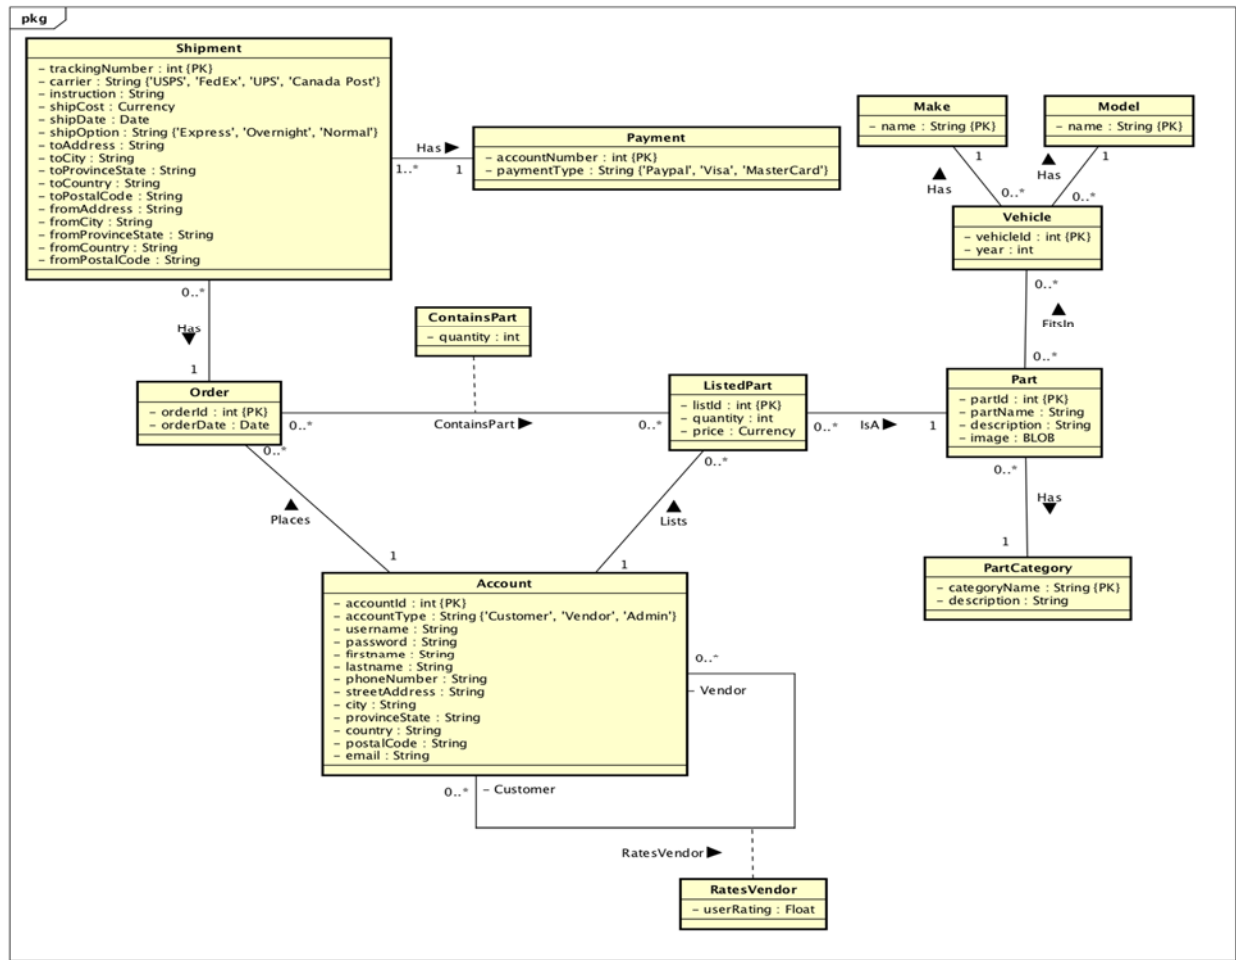 pkg
Shipment
- trackingNumber : int {PK}
- carrier : String {'USPS', 'FedEx', 'UPS', 'Canada Post'}
- instruction : String
- shipCost : Currency
- shipDate : Date
- shipOption : String {'Express', 'Overnight', 'Normal'}
- toAddress : String
- toCity : String
- toProvinceState : String
- toCountry : String
- toPostalCode : String
- fromAddress : String
- fromCity : String
- fromProvinceState : String
- fromCountry : String
- fromPostalCode : String
Has ►
1..*
1
Payment
- accountNumber : int {PK}
- paymentType : String {'Paypal', 'Visa', 'MasterCard'}
Make
- name : String {PK}
Model
- name : String {PK}
1
1
▲
Has
▲
Has
0..*
0..*
Vehicle
- vehicleId : int {PK}
- year : int
0..*
▲
FitsIn
0..*
0..*
Has
▼
1
ContainsPart
- quantity : int
Order
- orderId : int {PK}
- orderDate : Date
0..*
ContainsPart ►
0..*
ListedPart
- listId : int {PK}
- quantity : int
- price : Currency
0..*
IsA ►
1
Part
- partId : int {PK}
- partName : String
- description : String
- image : BLOB
0..*
▲
Places
1
0..*
▲
Lists
1
0..*
Has
▼
1
PartCategory
- categoryName : String {PK}
- description : String
Account
- accountId : int {PK}
- accountType : String {'Customer', 'Vendor', 'Admin'}
- username : String
- password : String
- firstname : String
- lastname : String
- phoneNumber : String
- streetAddress : String
- city : String
- provinceState : String
- country : String
- postalCode : String
- email : String
0..*
- Vendor
0..*
- Customer
RatesVendor ►
RatesVendor
- userRating : Float